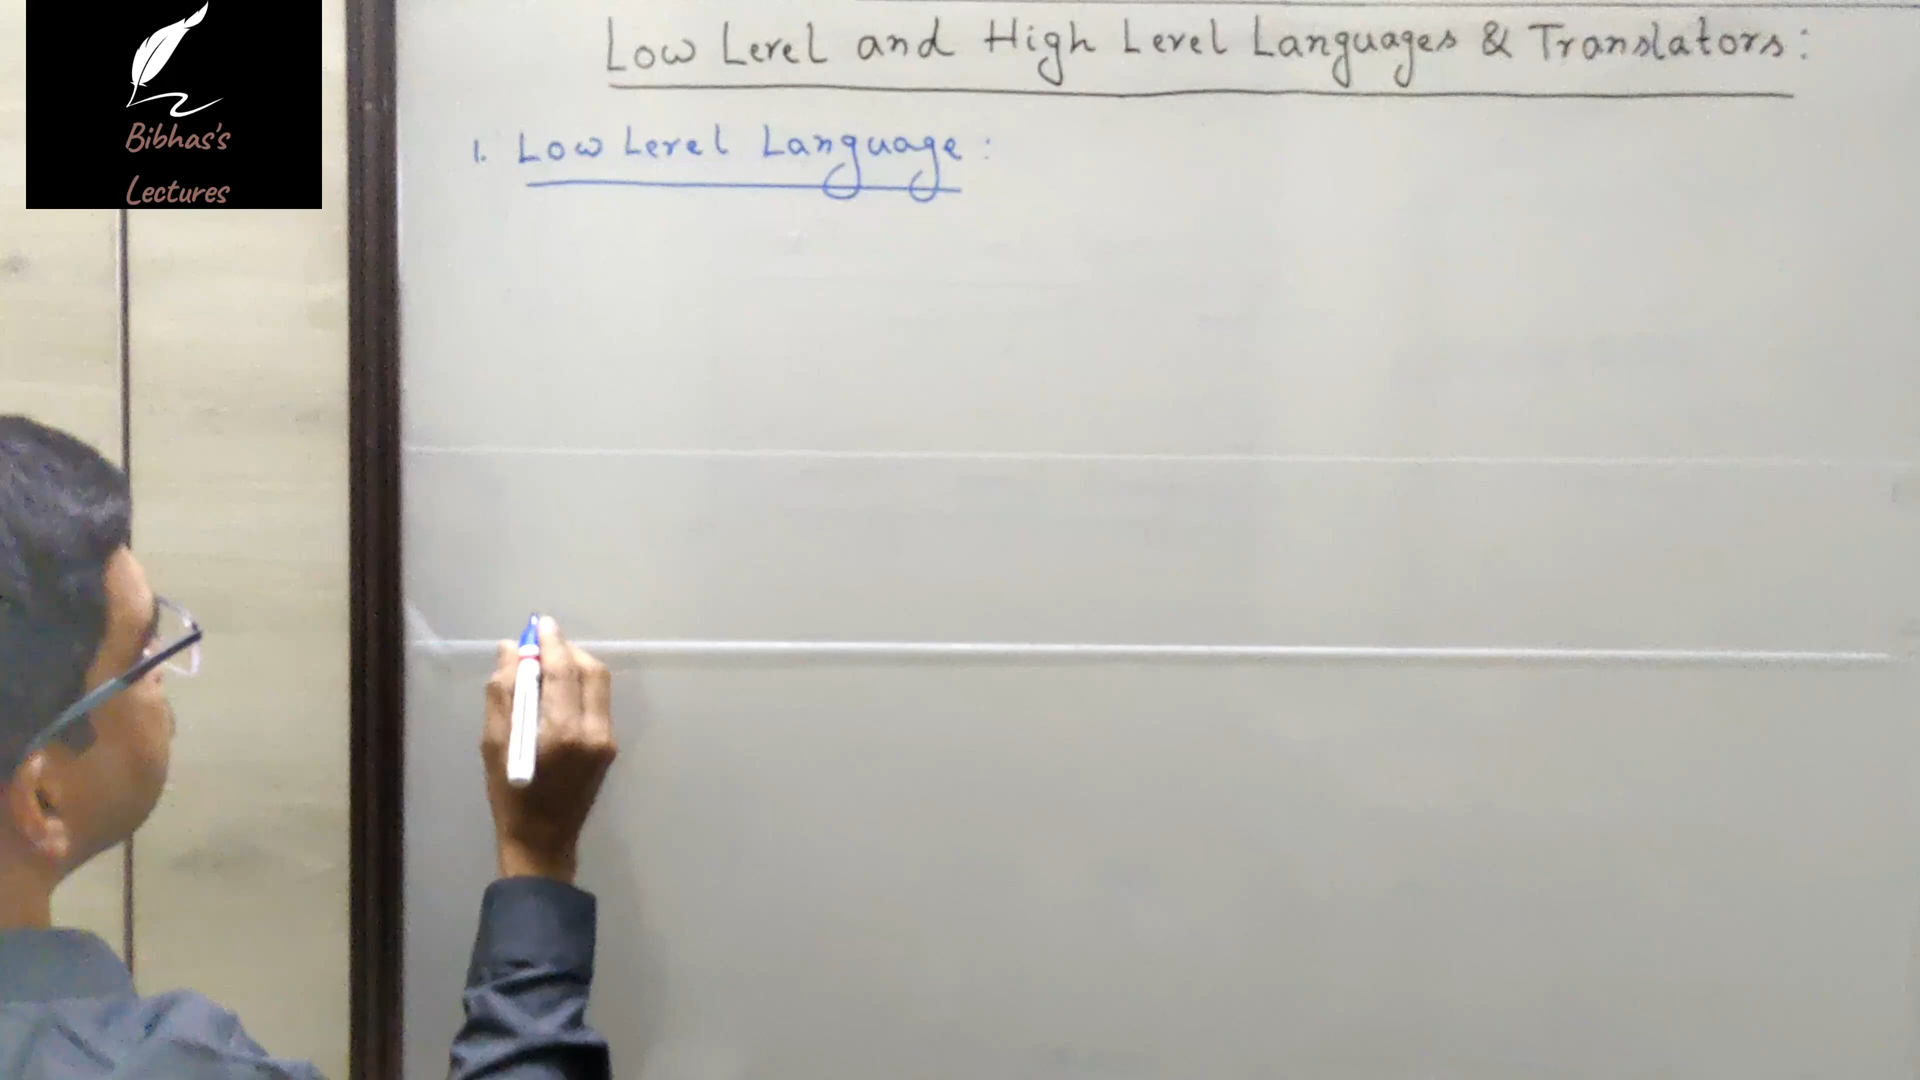 Bibhas's
Lectures
Low Level and High Level Languages & Translators:
1. Low Level Language: